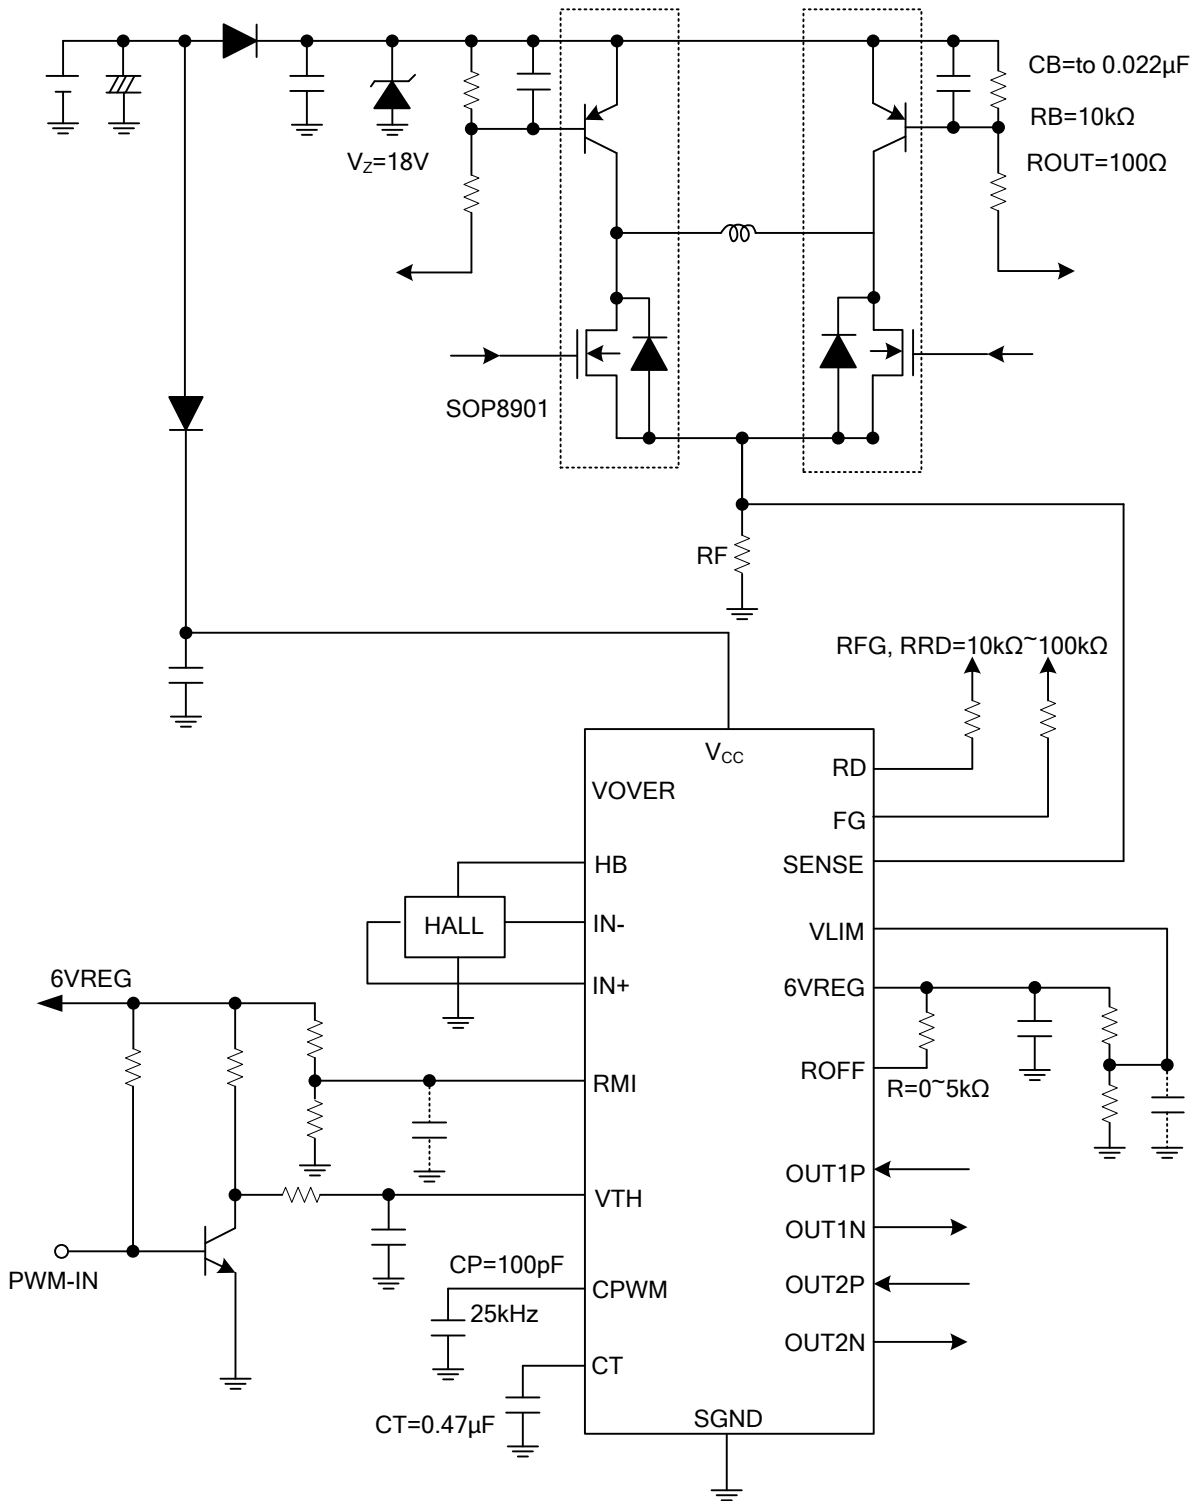 CB=to 0.022µF
RB=10kΩ
V_Z=18V
ROUT=100Ω
SOP8901
RF
RFG, RRD=10kΩ~100kΩ
V_CC
RD
VOVER
FG
HB
SENSE
HALL
IN-
VLIM
6VREG
IN+
6VREG
ROFF
R=0~5kΩ
RMI
OUT1P
VTH
OUT1N
PWM-IN
CP=100pF
CPWM
OUT2P
25kHz
OUT2N
CT
CT=0.47µF
SGND